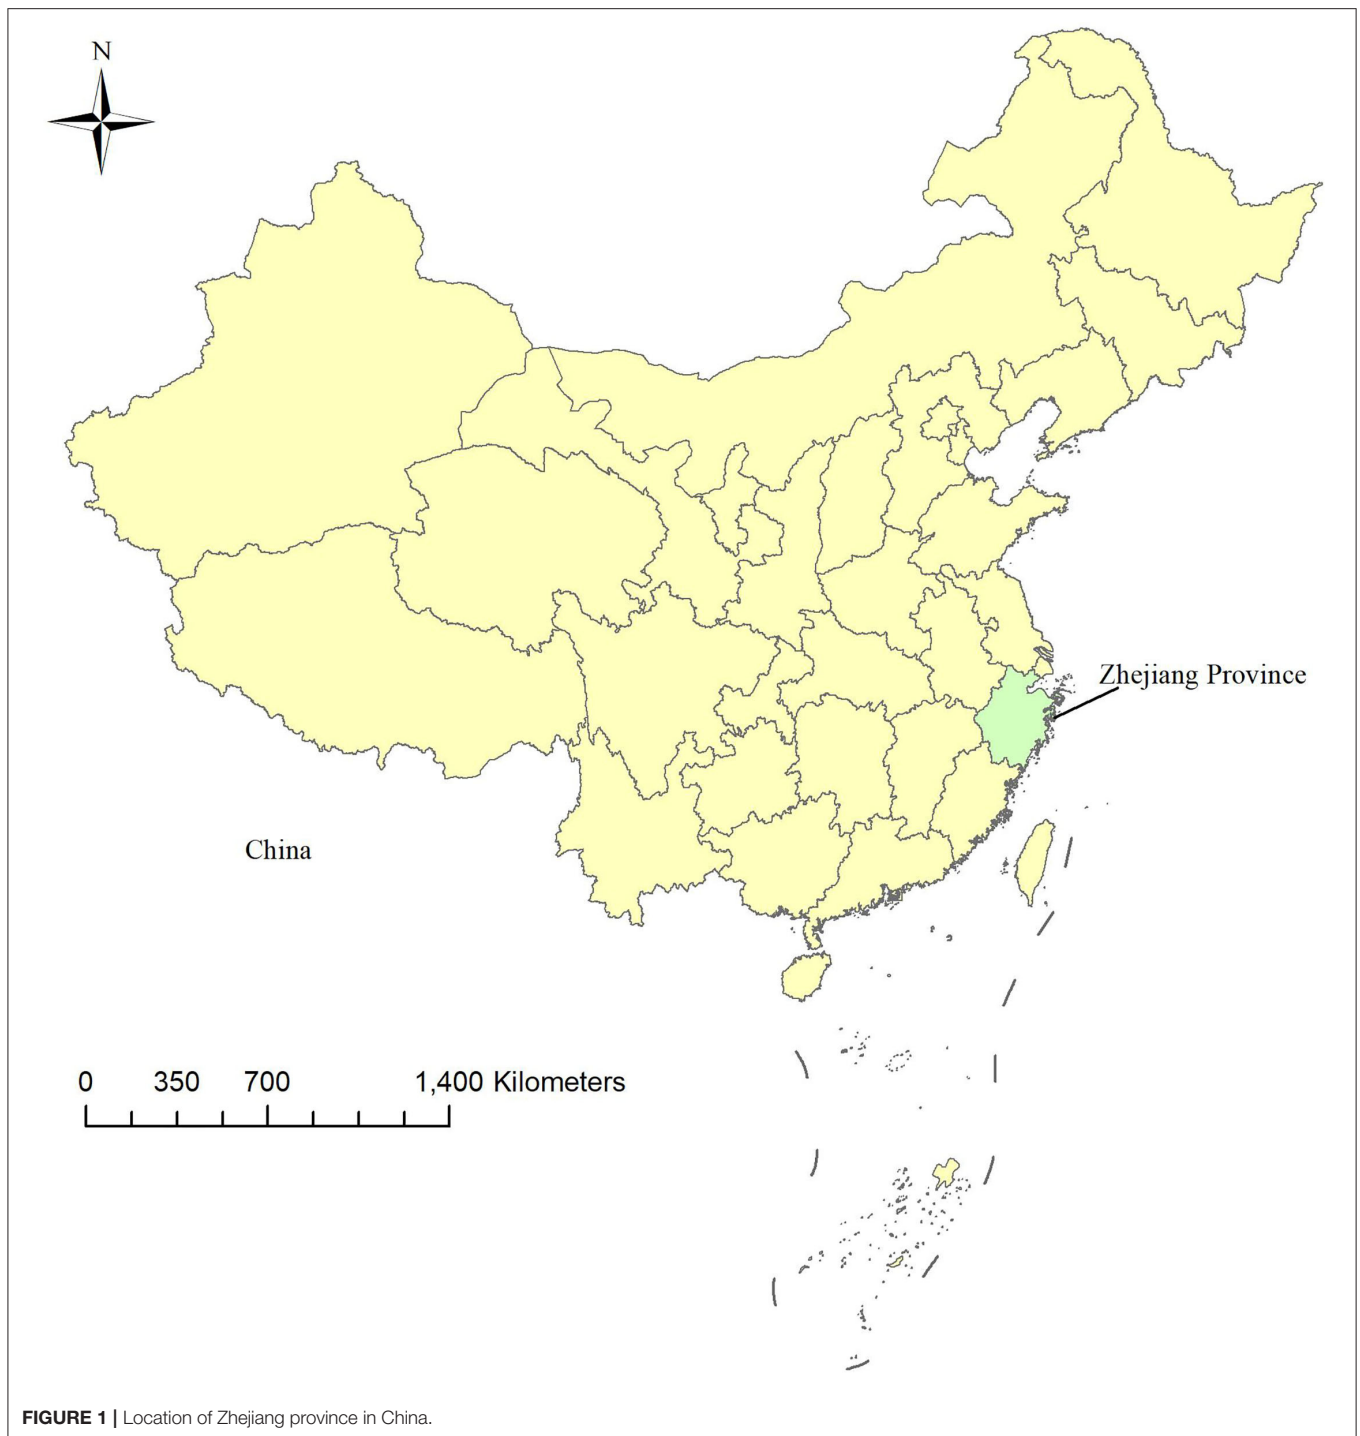 N
Zhejiang Province
China
0 350 700 1,400 Kilometers
FIGURE 1 | Location of Zhejiang province in China.